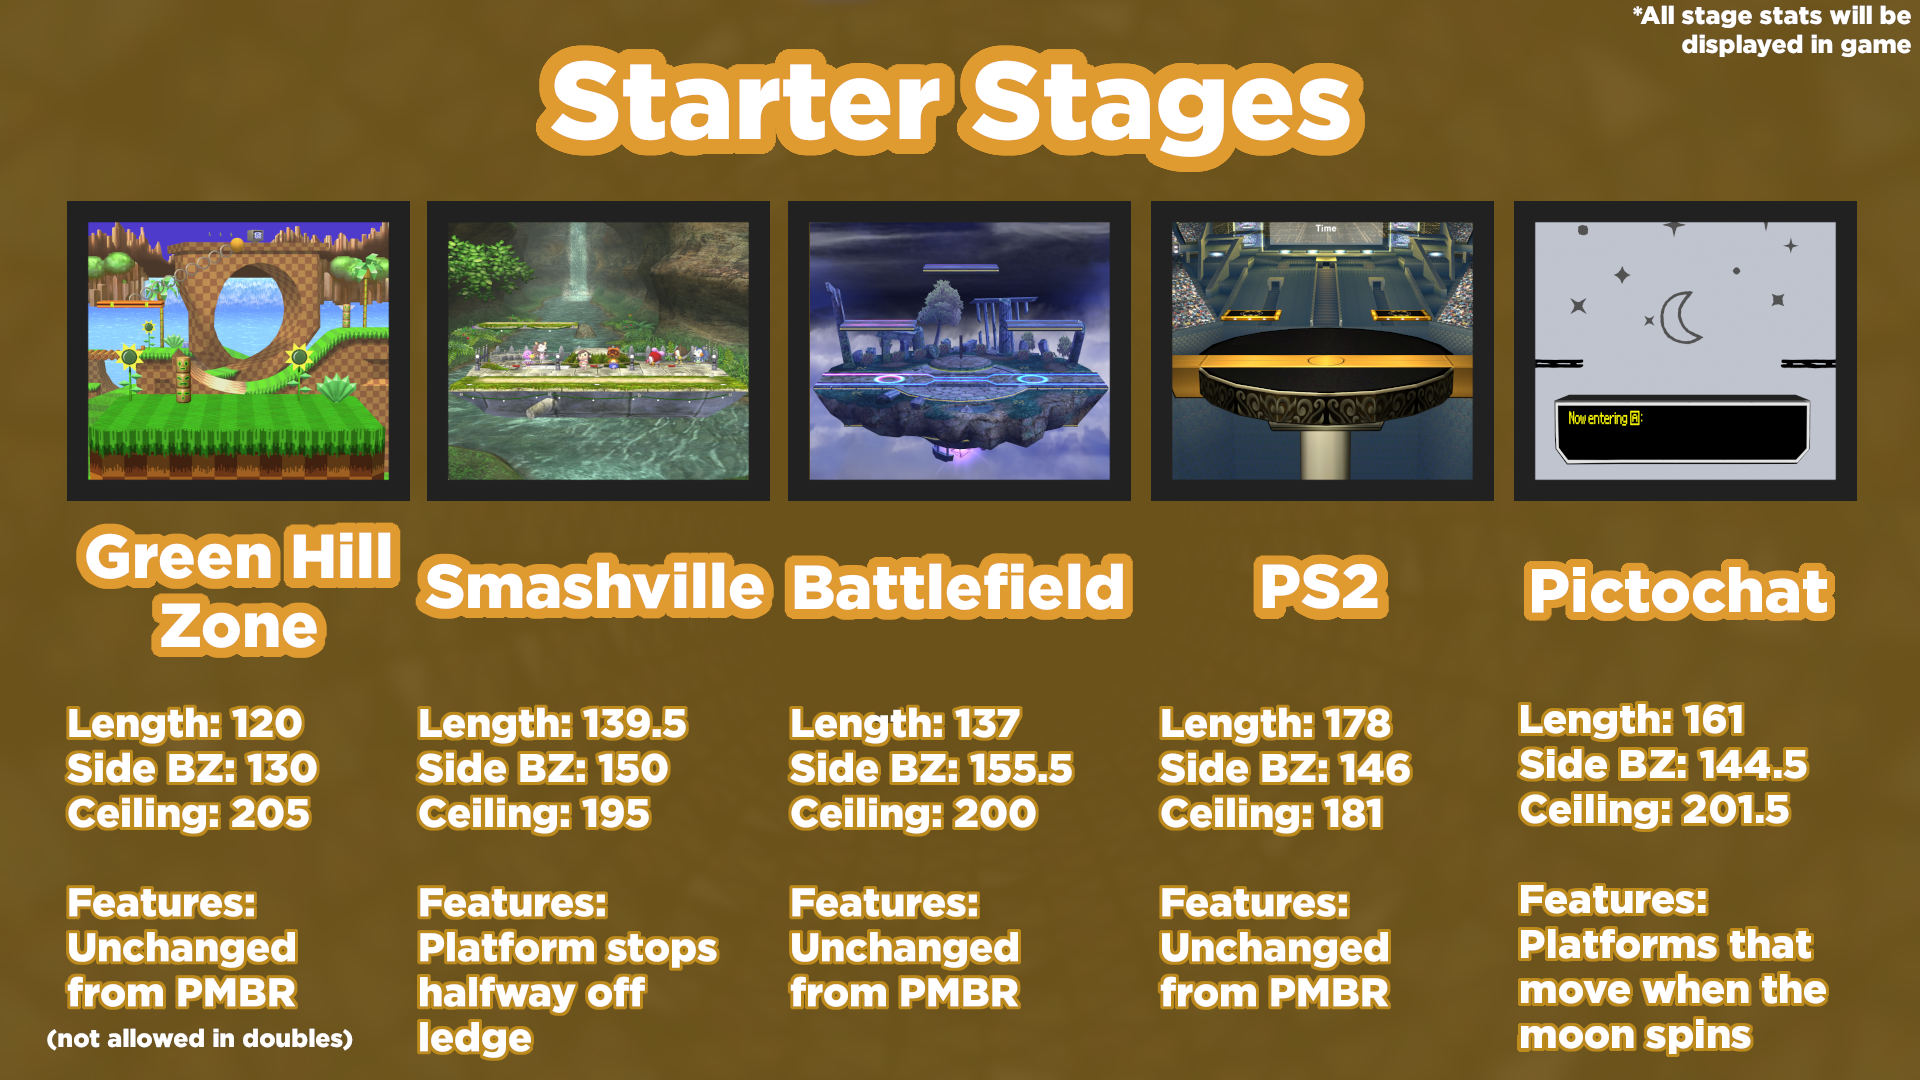 *All stage stats will be
displayed in game
Starter Stages
Time
Now entering A:
Green Hill
Zone
Smashville
Battlefield
PS2
Pictochat
Length: 120
Side BZ: 130
Ceiling: 205
Length: 139.5
Side BZ: 150
Ceiling: 195
Length: 137
Side BZ: 155.5
Ceiling: 200
Length: 178
Side BZ: 146
Ceiling: 181
Length: 161
Side BZ: 144.5
Ceiling: 201.5
Features:
Unchanged
from PMBR
(not allowed in doubles)
Features:
Platform stops
halfway off
ledge
Features:
Unchanged
from PMBR
Features:
Unchanged
from PMBR
Features:
Platforms that
move when the
moon spins